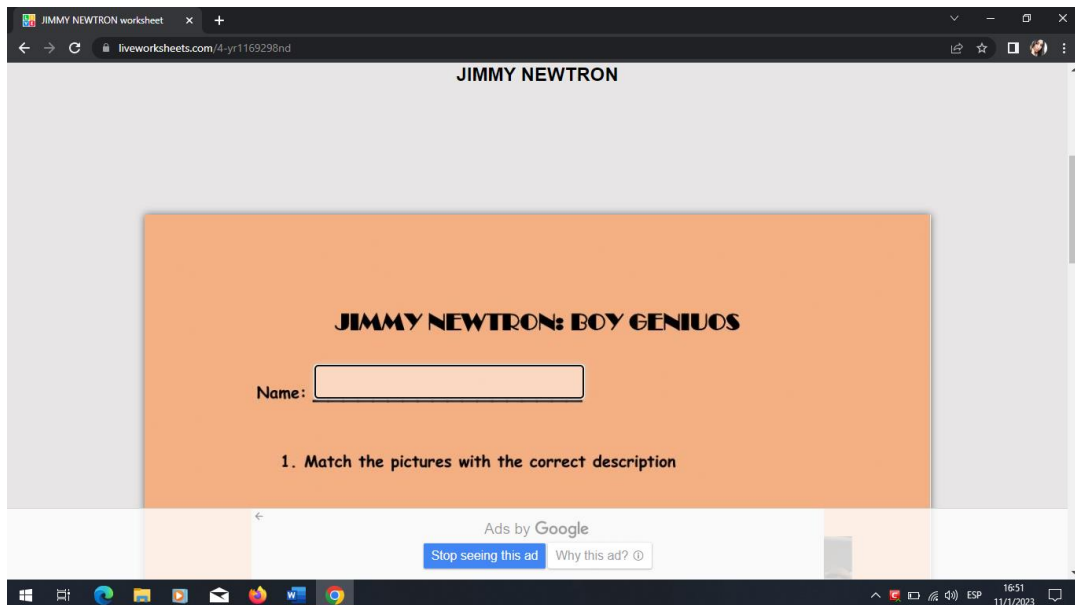 JIMMY NEWTRON worksheet
liveworksheets.com/4-yr1169298nd
JIMMY NEWTRON
JIMMY NEWTRON: BOY GENIUOS
Name:
1. Match the pictures with the correct description
Ads by Google
Stop seeing this ad
Why this ad?
ESP
16:51
11/1/2023